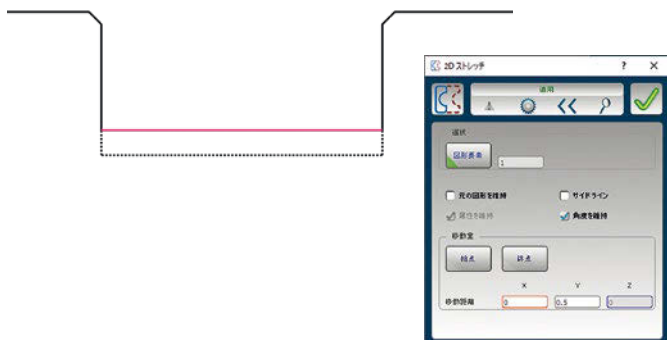 2D ストレッチ
?
×
適用
選択
図形要素
1
元の図形を維持
サイドライン
属性を維持
角度を維持
移動量
始点
終点
X Y Z
移動距離 0 0.5 0